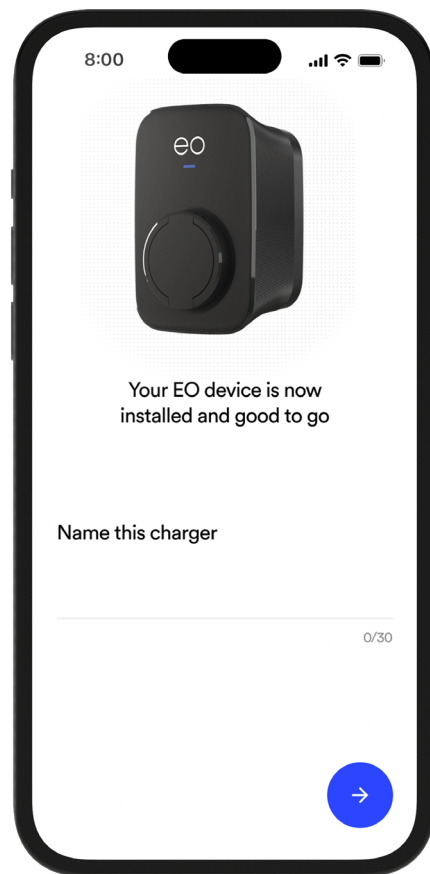 8:00
eo
Your EO device is now
installed and good to go
Name this charger
0/30